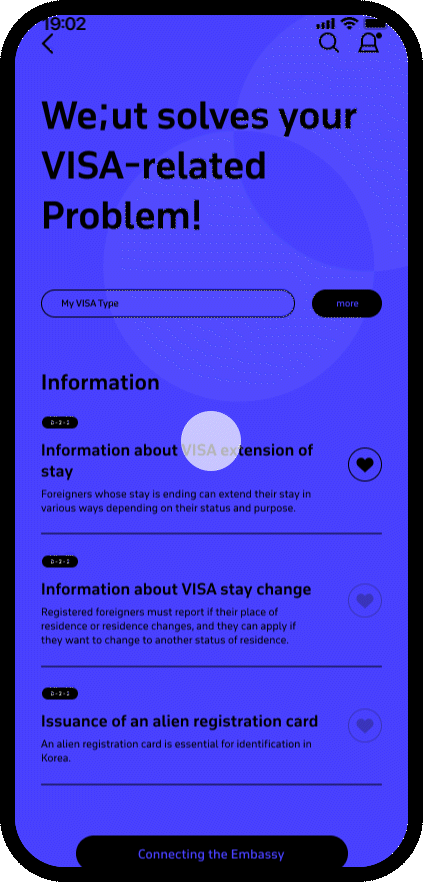 19:02
We;ut solves your
VISA-related
Problem!
My VISA Type
more
Information
D-2-1
Information about VISA extension of
stay
Foreigners whose stay is ending can extend their stay in
various ways depending on their status and purpose.
D-2-1
Information about VISA stay change
Registered foreigners must report if their place of
residence or residence changes, and they can apply if
they want to change to another status of residence.
D-2-1
Issuance of an alien registration card
An alien registration card is essential for identification in
Korea.
Connecting the Embassy